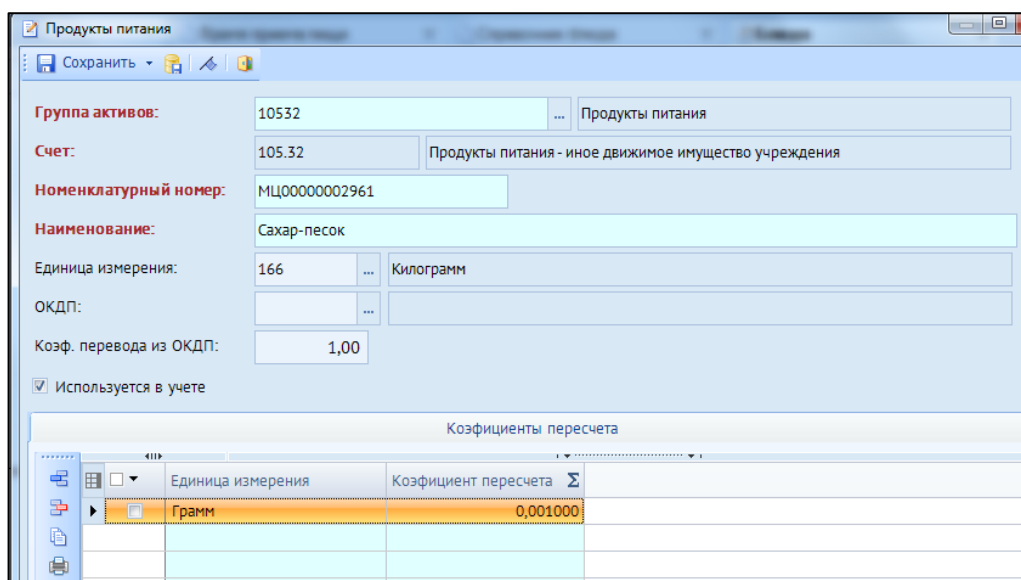 Продукты питания
Сохранить
Группа активов: 10532 ... Продукты питания
Счет: 105.32 Продукты питания - иное движимое имущество учреждения
Номенклатурный номер: МЦ00000002961
Наименование: Сахар-песок
Единица измерения: 166 ... Килограмм
ОКДП: ...
Коэф. перевода из ОКДП: 1,00
Используется в учете
Коэфициенты пересчета
Единица измерения Коэфициент пересчета Σ
Грамм 0,001000